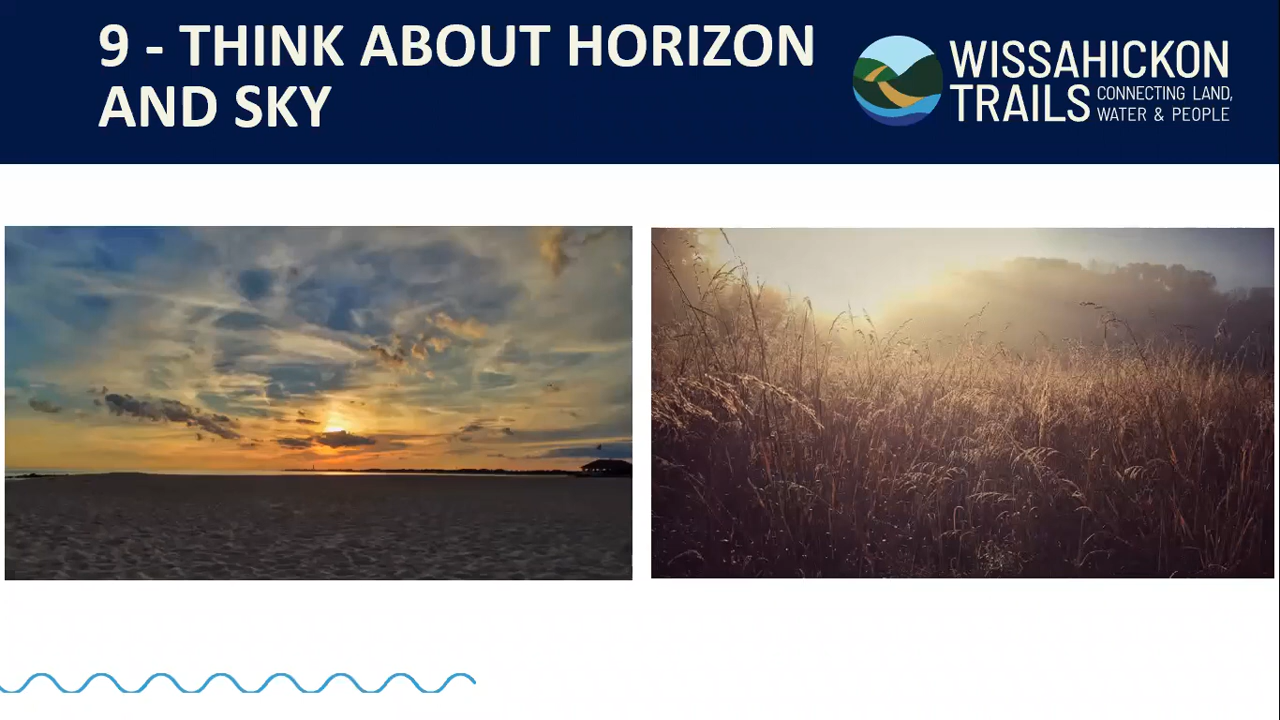 9 - THINK ABOUT HORIZON
AND SKY
WISSAHICKON
TRAILS
CONNECTING LAND,
WATER & PEOPLE